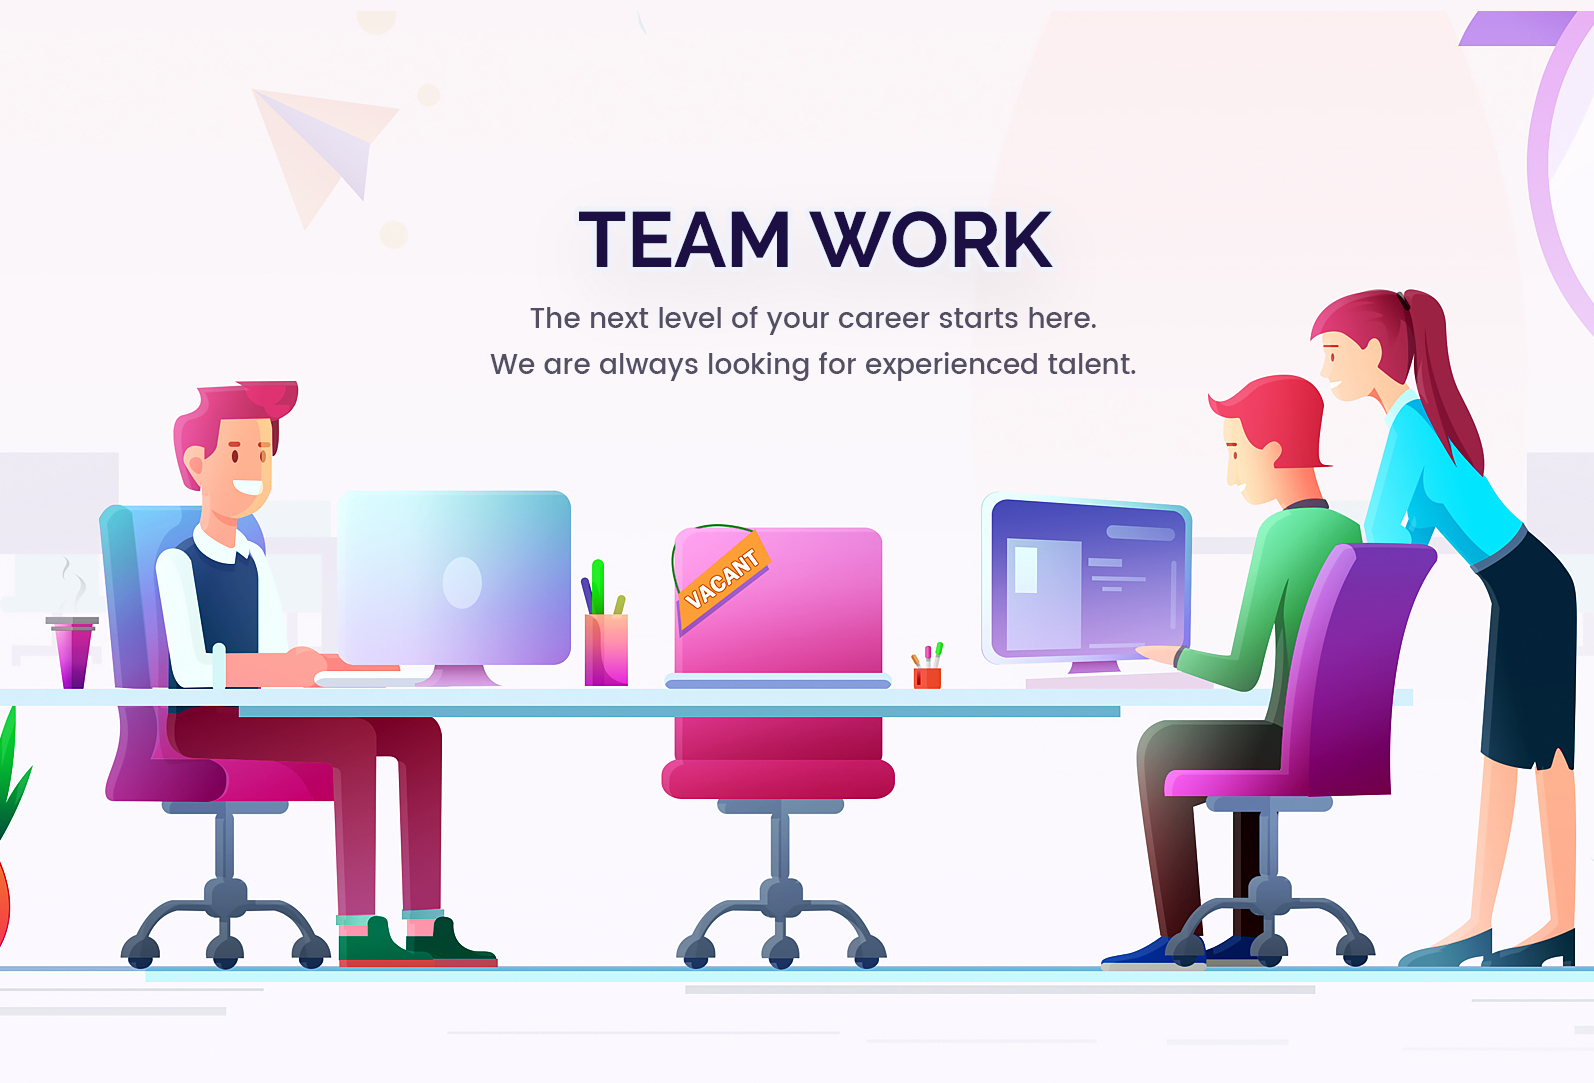 TEAM WORK
The next level of your career starts here.
We are always looking for experienced talent.
VACANT